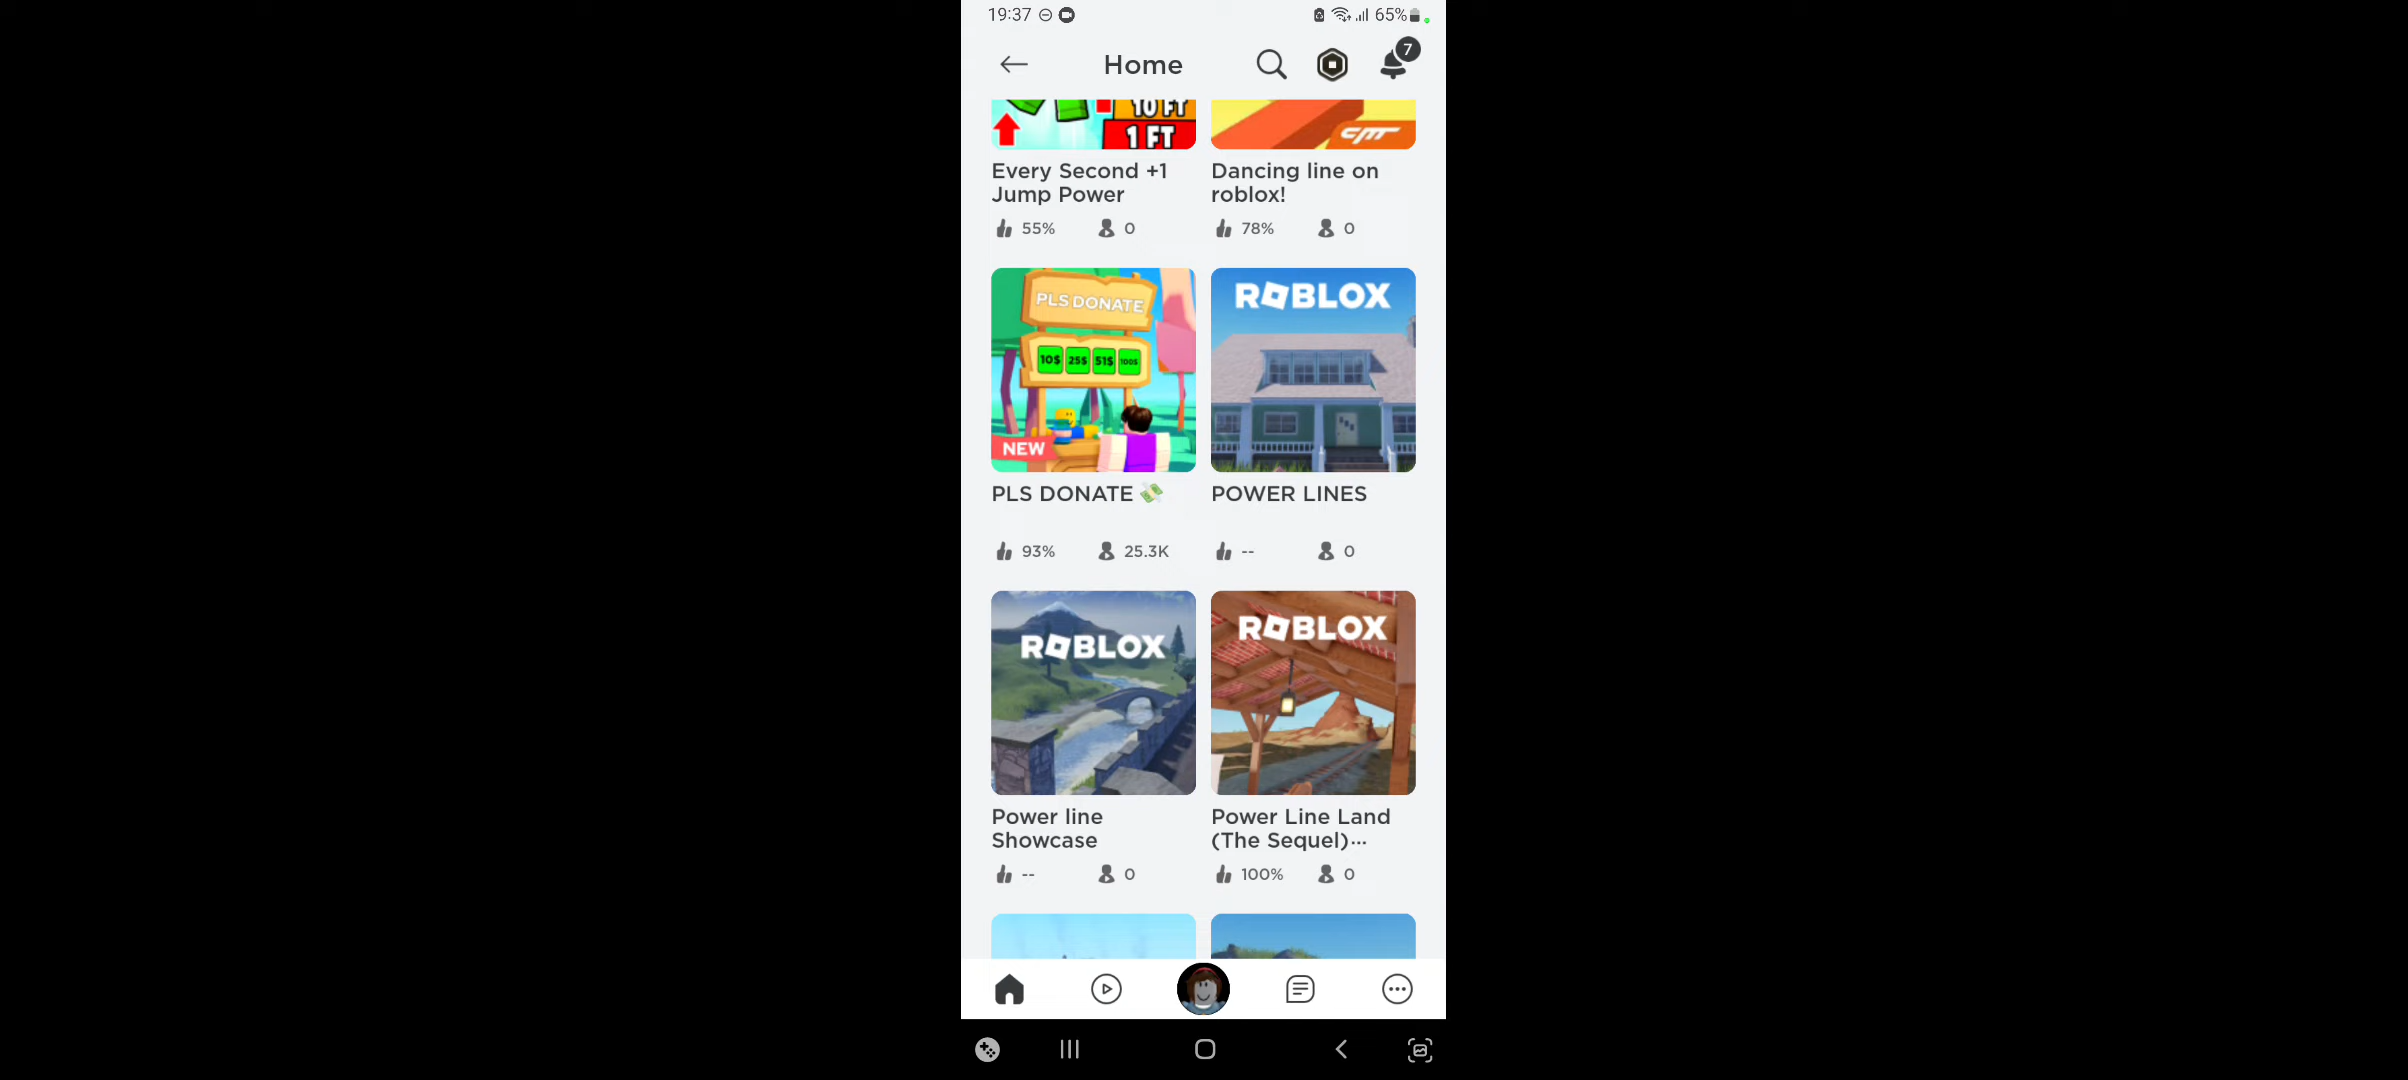 19:37
65%
Home
7
10 FT
1 FT
Every Second +1
Jump Power
Dancing line on
roblox!
55%
0
78%
0
PLS DONATE
10$ 25$ 51$ 100$
NEW
ROBLOX
PLS DONATE 💸
POWER LINES
93%
25.3K
--
0
ROBLOX
ROBLOX
Power line
Showcase
Power Line Land
(The Sequel)...
--
0
100%
0